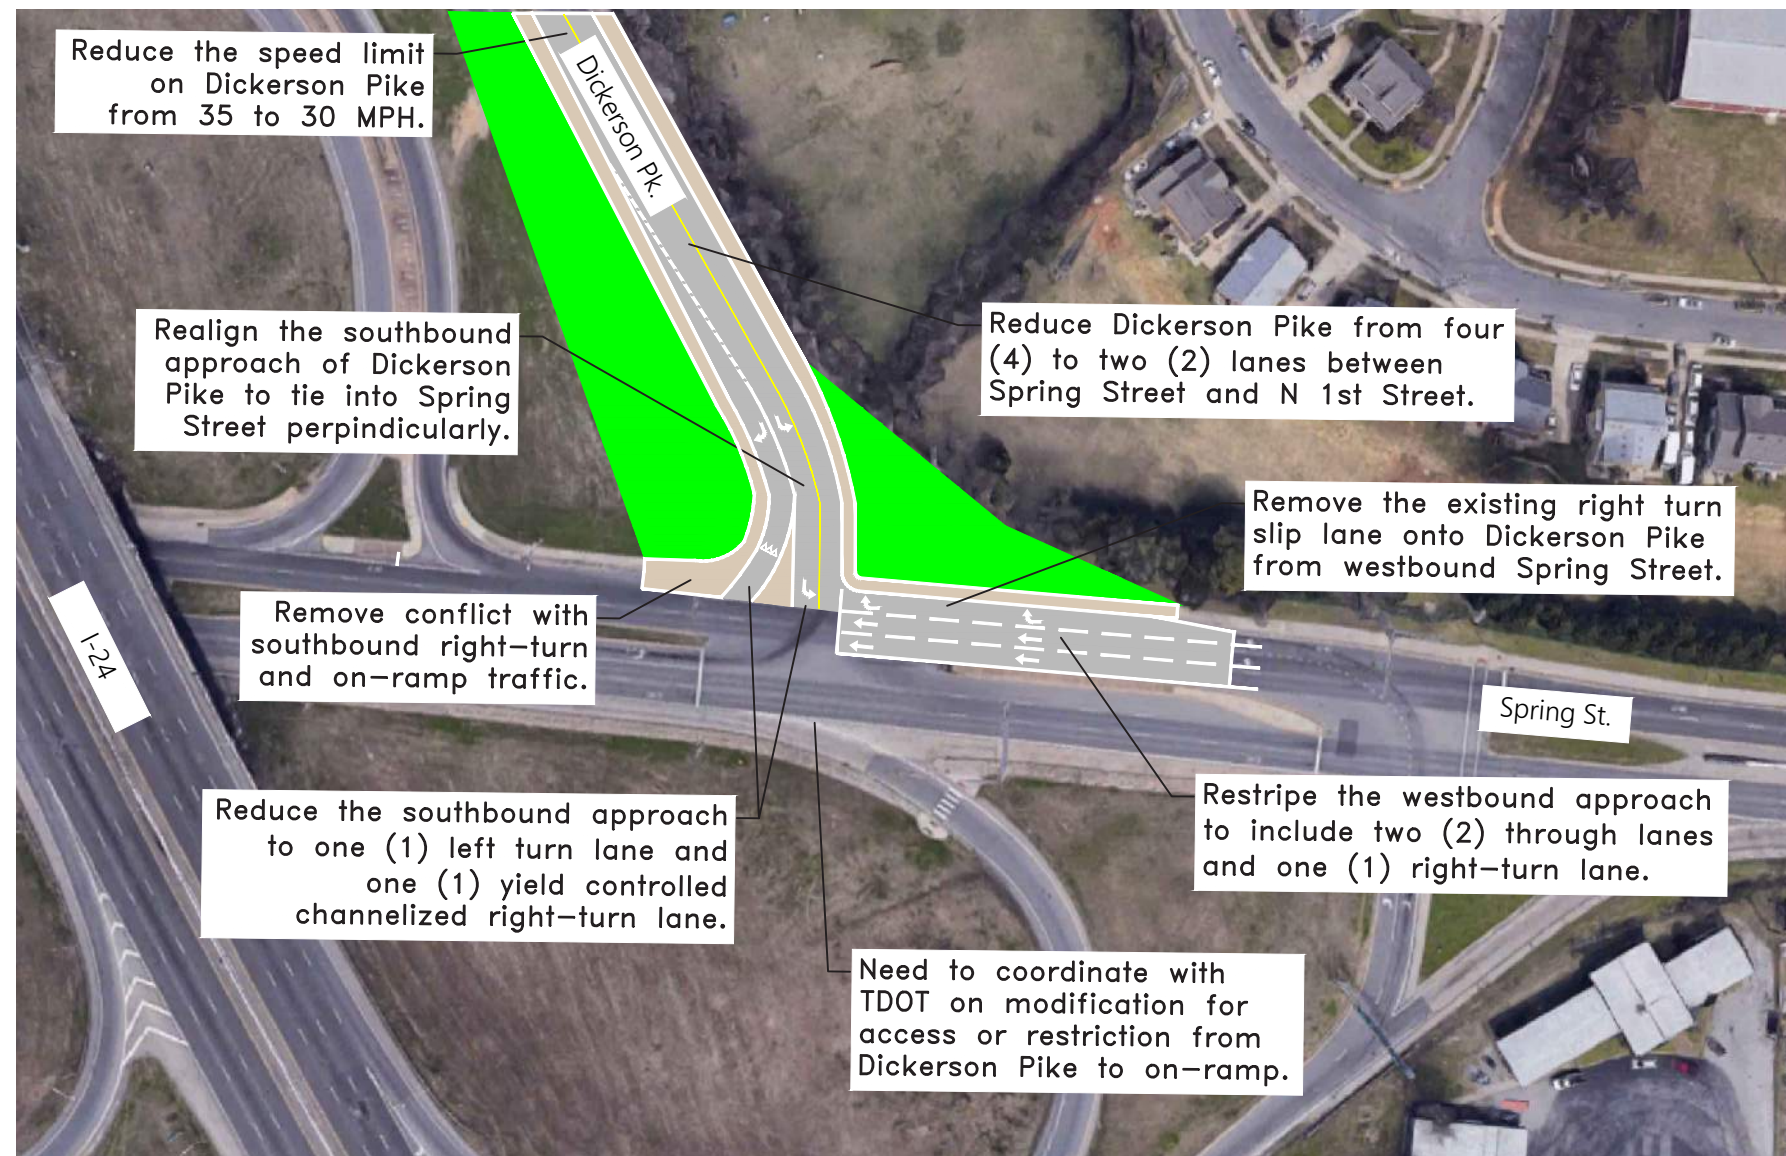 Reduce the speed limit
on Dickerson Pike
from 35 to 30 MPH.
Dickerson Pk.
Realign the southbound
approach of Dickerson
Pike to tie into Spring
Street perpindicularly.
Reduce Dickerson Pike from four
(4) to two (2) lanes between
Spring Street and N 1st Street.
Remove the existing right turn
slip lane onto Dickerson Pike
from westbound Spring Street.
Remove conflict with
southbound right-turn
and on-ramp traffic.
I-24
Spring St.
Reduce the southbound approach
to one (1) left turn lane and
one (1) yield controlled
channelized right-turn lane.
Restripe the westbound approach
to include two (2) through lanes
and one (1) right-turn lane.
Need to coordinate with
TDOT on modification for
access or restriction from
Dickerson Pike to on-ramp.